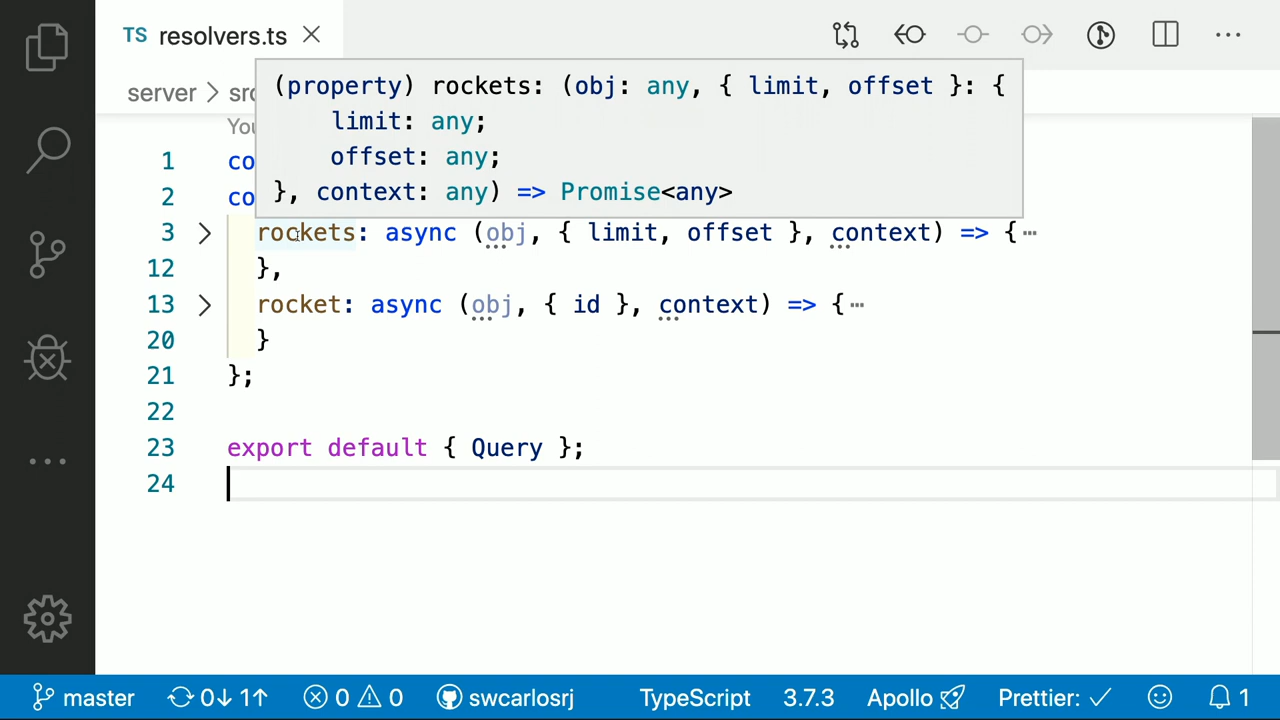 TS resolvers.ts
server > src
(property) rockets: (obj: any, { limit, offset }: {
limit: any;
offset: any;
}, context: any) => Promise<any>
You
1 co
2 co
3 rockets: async (obj, { limit, offset }, context) => {…
12 },
13 rocket: async (obj, { id }, context) => {…
20 }
21 };
22
23 export default { Query };
24
master 0↓ 1↑ 0 0 swcarlosrj TypeScript 3.7.3 Apollo 🚀 Prettier: ✓ 1